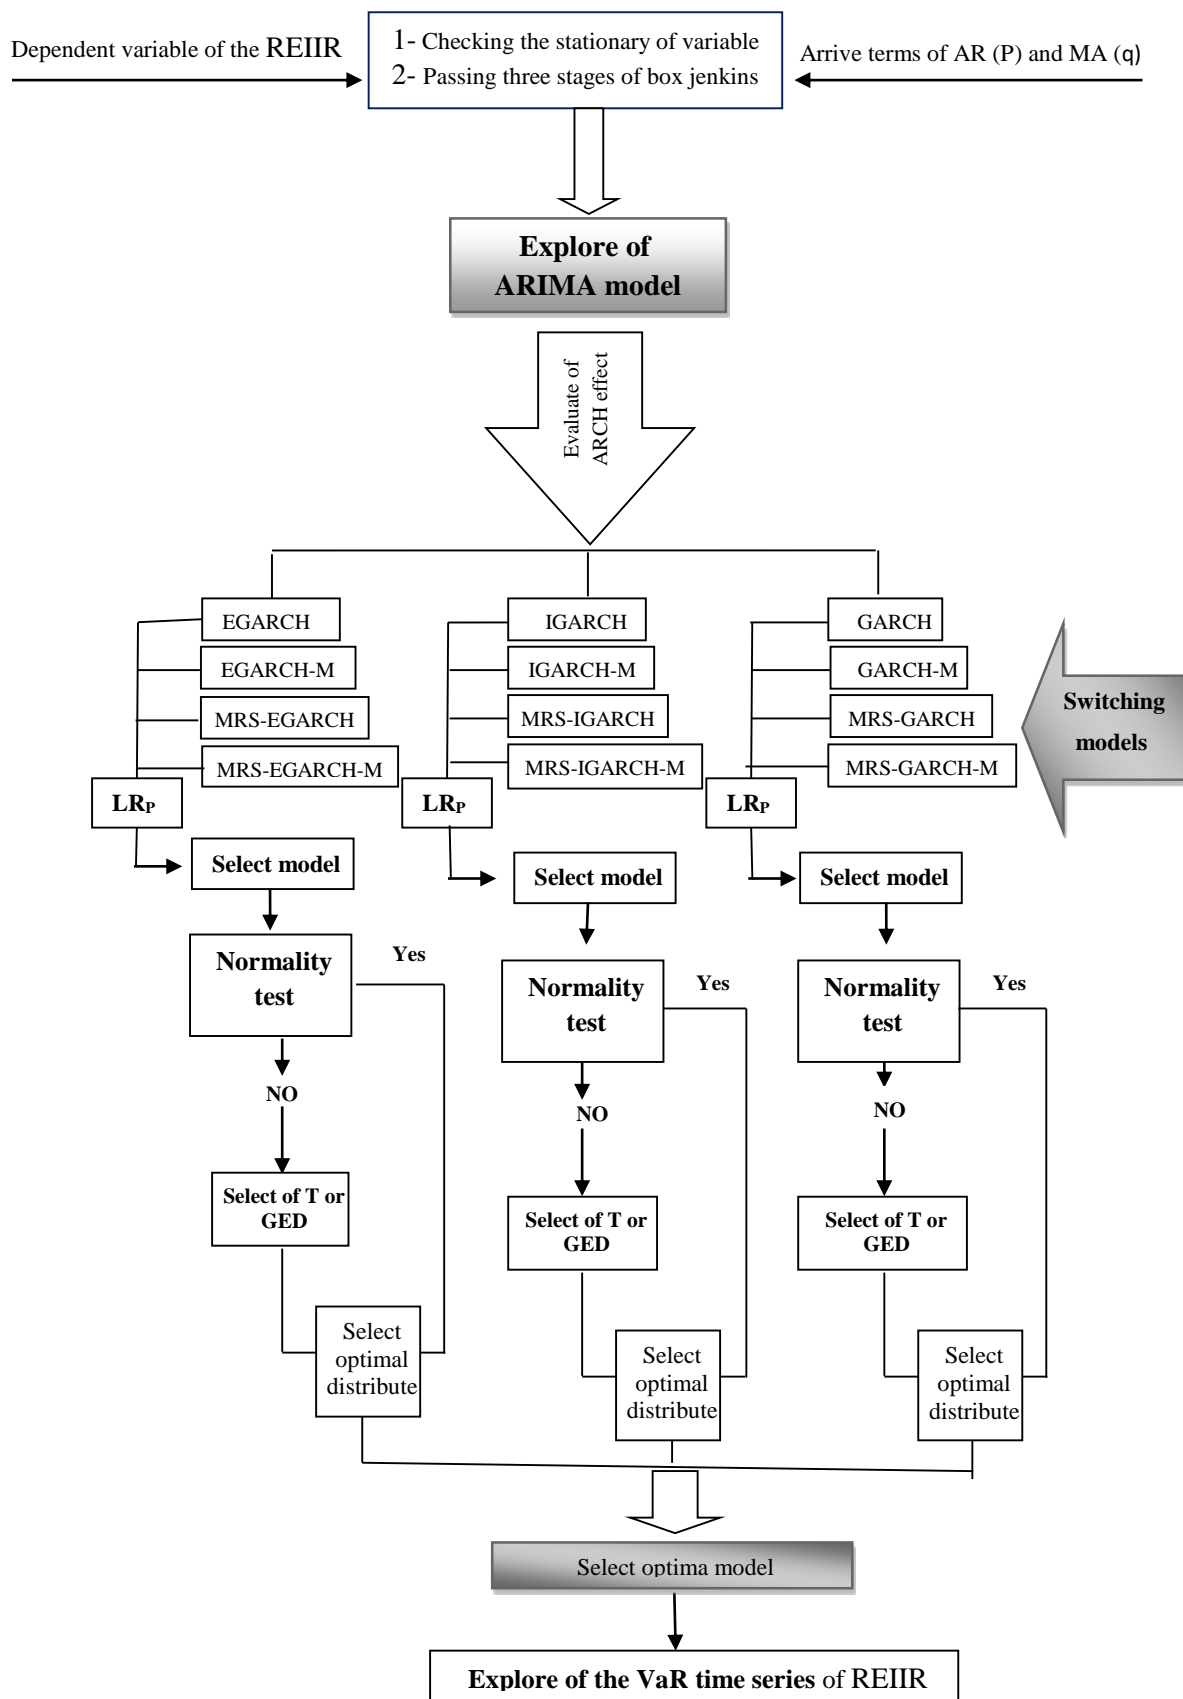 Dependent variable of the REIIR
1- Checking the stationary of variable
2- Passing three stages of box jenkins
Arrive terms of AR (P) and MA (q)
Explore of
ARIMA model
Evaluate of
ARCH effect
EGARCH
IGARCH
GARCH
EGARCH-M
IGARCH-M
GARCH-M
MRS-EGARCH
MRS-IGARCH
MRS-GARCH
MRS-EGARCH-M
MRS-IGARCH-M
MRS-GARCH-M
Switching
models
LRP
LRP
LRP
Select model
Select model
Select model
Normality
test
Yes
Normality
test
Yes
Normality
test
Yes
NO
NO
NO
Select of T or
GED
Select of T or
GED
Select of T or
GED
Select
optimal
distribute
Select
optimal
distribute
Select
optimal
distribute
Select optima model
Explore of the VaR time series of REIIR